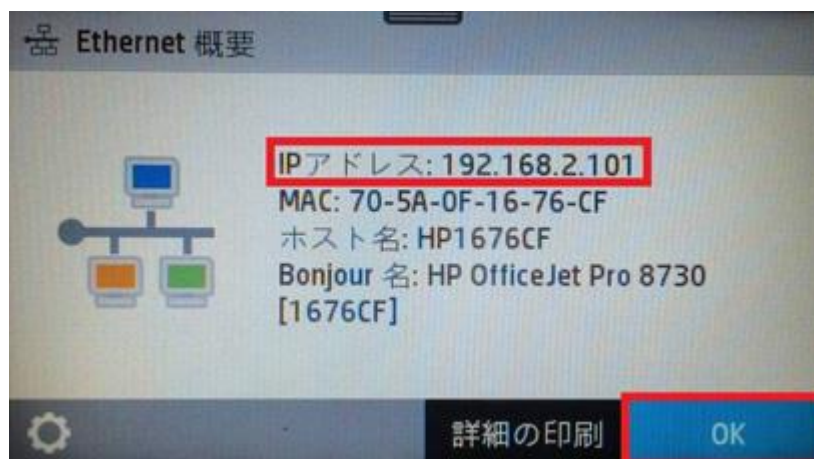 Ethernet 概要
IPアドレス: 192.168.2.101
MAC: 70-5A-0F-16-76-CF
ホスト名: HP1676CF
Bonjour 名: HP OfficeJet Pro 8730
[1676CF]
詳細の印刷
OK